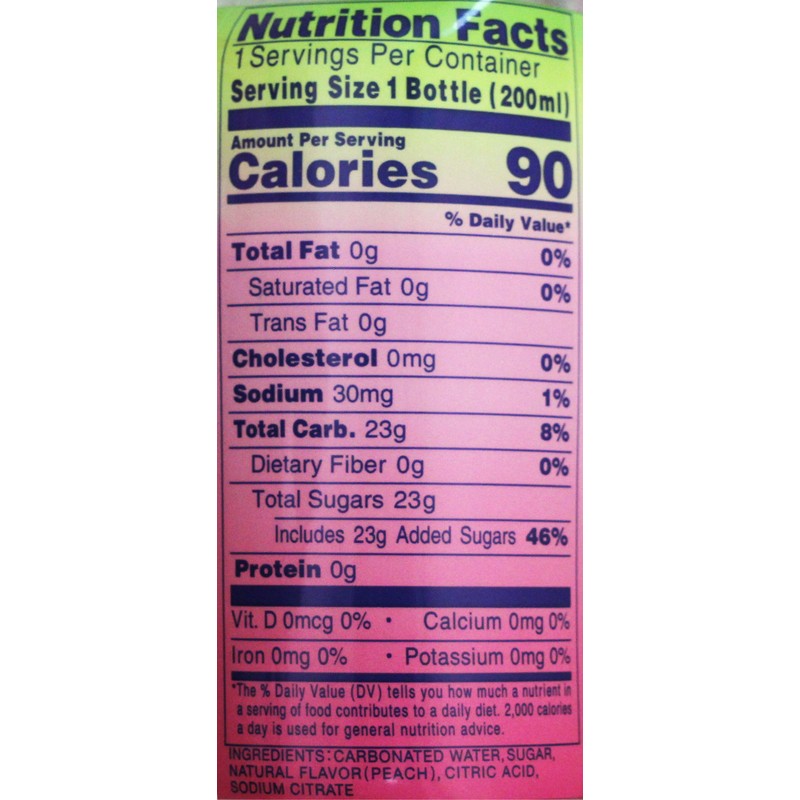 Nutrition Facts
1 Servings Per Container
Serving Size 1 Bottle (200ml)
Amount Per Serving
Calories 90
% Daily Value*
Total Fat 0g 0%
Saturated Fat 0g 0%
Trans Fat 0g
Cholesterol 0mg 0%
Sodium 30mg 1%
Total Carb. 23g 8%
Dietary Fiber 0g 0%
Total Sugars 23g
Includes 23g Added Sugars 46%
Protein 0g
Vit. D 0mcg 0% • Calcium 0mg 0%
Iron 0mg 0% • Potassium 0mg 0%
*The % Daily Value (DV) tells you how much a nutrient in
a serving of food contributes to a daily diet. 2,000 calories
a day is used for general nutrition advice.
INGREDIENTS: CARBONATED WATER, SUGAR,
NATURAL FLAVOR (PEACH), CITRIC ACID,
SODIUM CITRATE